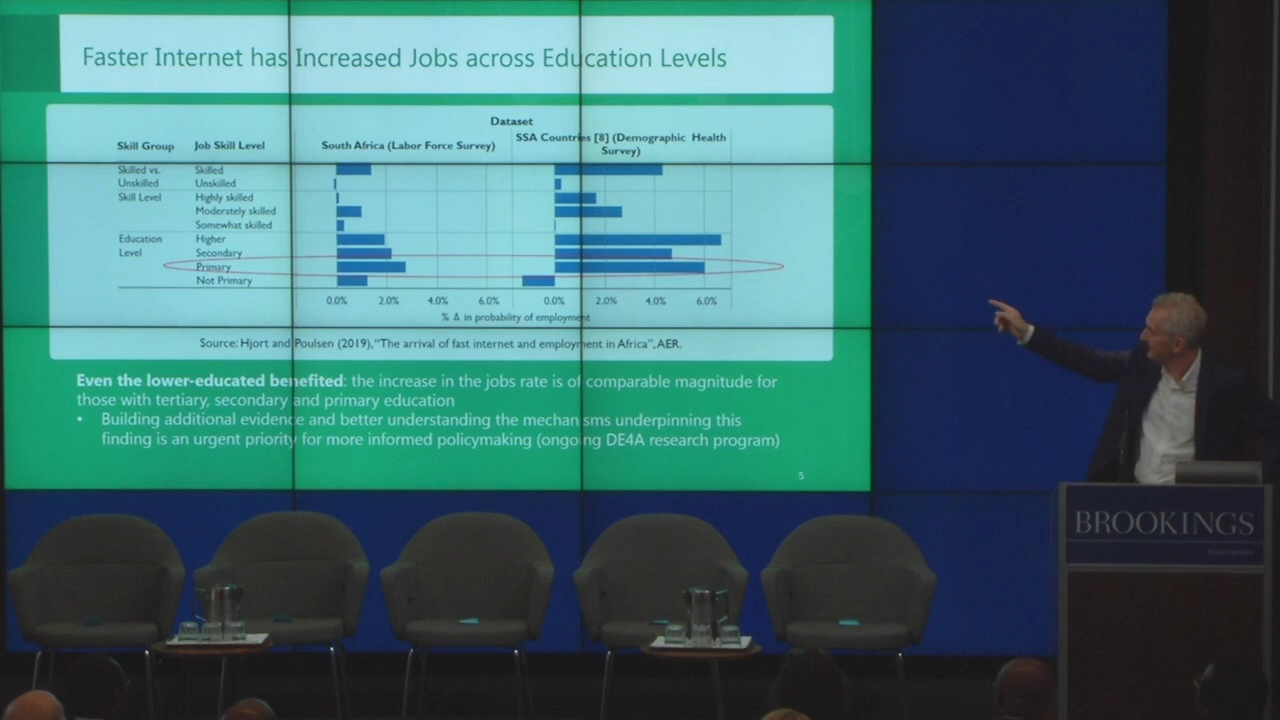 Faster Internet has Increased Jobs across Education Levels
Dataset
Skill Group Job Skill Level South Africa (Labor Force Survey) SSA Countries [8] (Demographic Health
Survey)
Skilled vs. Skilled
Unskilled Unskilled
Skill Level Highly skilled
Moderately skilled
Somewhat skilled
Education Higher
Level Secondary
Primary
Not Primary
0.0% 2.0% 4.0% 6.0% 0.0% 2.0% 4.0% 6.0%
% Δ in probability of employment
Source: Hjort and Poulsen (2019), “The arrival of fast internet and employment in Africa”, AER.
Even the lower-educated benefited: the increase in the jobs rate is of comparable magnitude for
those with tertiary, secondary and primary education
• Building additional evidence and better understanding the mechanisms underpinning this
finding is an urgent priority for more informed policymaking (ongoing DE4A research program)
5
BROOKINGS